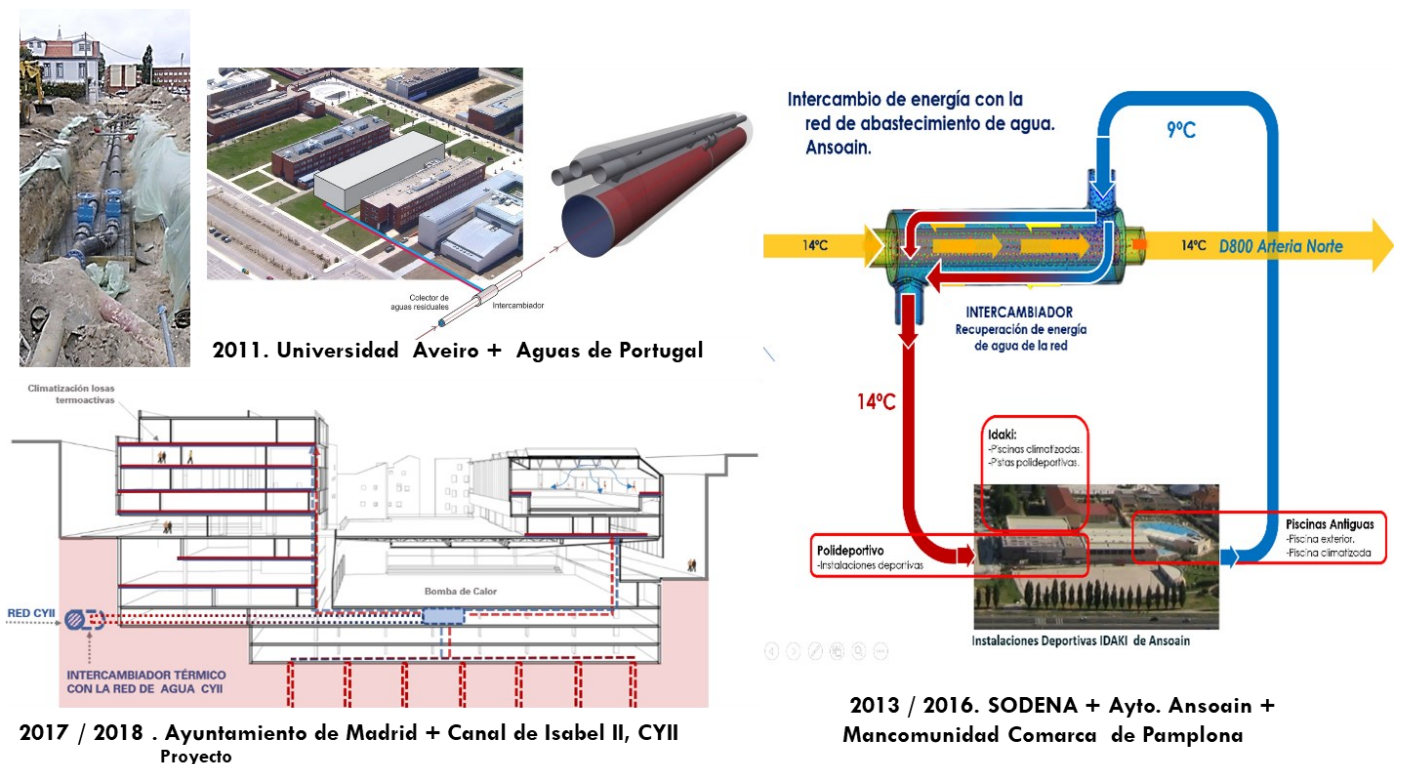 Colector de
aguas residuales
Intercambiador
2011. Universidad Aveiro + Aguas de Portugal
Climatización losas
termoactivas
Bomba de Calor
RED CYII
INTERCAMBIADOR TÉRMICO
CON LA RED DE AGUA CYII
2017 / 2018 . Ayuntamiento de Madrid + Canal de Isabel II, CYII
Proyecto
Intercambio de energía con la
red de abastecimiento de agua.
Ansoain.
9ºC
14ºC
14ºC
D800 Arteria Norte
INTERCAMBIADOR
Recuperación de energía
de agua de la red
14ºC
Idaki:
-Piscinas climatizadas.
-Pistas polideportivas.
Polideportivo
-Instalaciones deportivas
Piscinas Antiguas
-Piscina exterior.
-Piscina climatizada
Instalaciones Deportivas IDAKI de Ansoain
2013 / 2016. SODENA + Ayto. Ansoain +
Mancomunidad Comarca de Pamplona